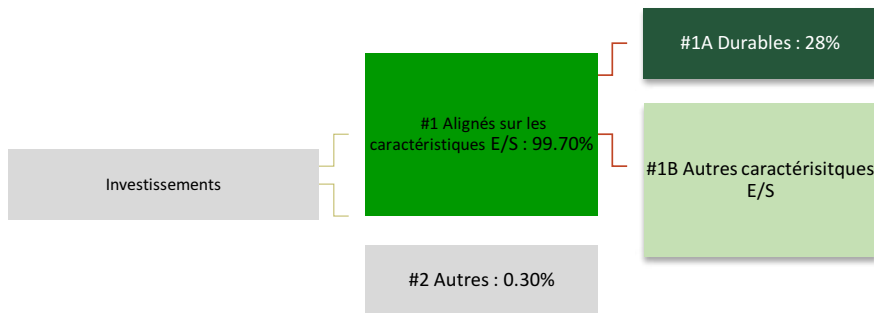 Investissements
#1 Alignés sur les
caractéristiques E/S : 99.70%
#2 Autres : 0.30%
#1A Durables : 28%
#1B Autres caractérisitques
E/S